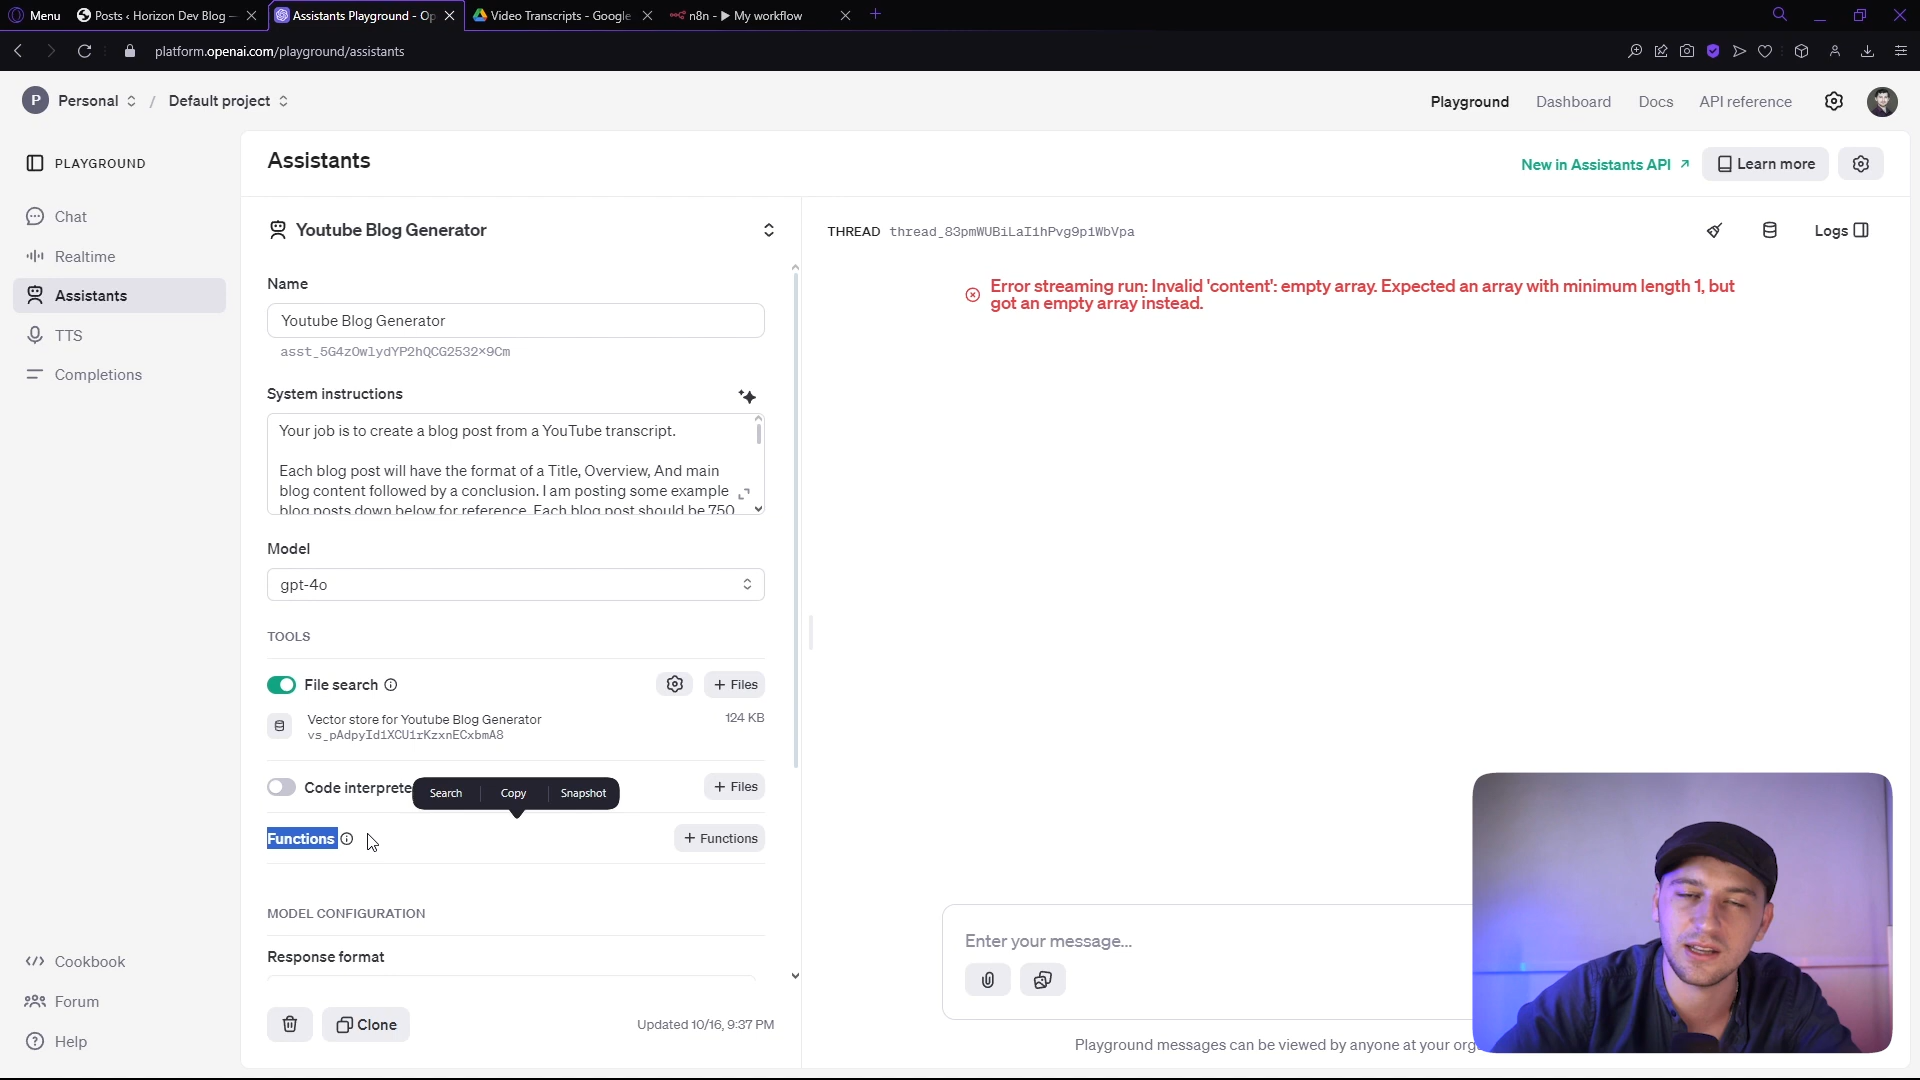 Menu
Posts ‹ Horizon Dev Blog —
Assistants Playground - Op
Video Transcripts - Google
n8n - ▶ My workflow
platform.openai.com/playground/assistants
P Personal / Default project
Playground Dashboard Docs API reference
PLAYGROUND
Chat
Realtime
Assistants
TTS
Completions
Cookbook
Forum
Help
Assistants
New in Assistants API ↗ Learn more
Youtube Blog Generator
Name
Youtube Blog Generator
asst_5G4zOwlydYP2hQCG2532x9Cm
System instructions
Your job is to create a blog post from a YouTube transcript.
Each blog post will have the format of a Title, Overview, And main
blog content followed by a conclusion. I am posting some example
blog posts down below for reference. Each blog post should be 750
Model
gpt-4o
TOOLS
File search + Files
Vector store for Youtube Blog Generator 124 KB
vs_pAdpyId1XCU1rKzxnECxbmA8
Code interprete + Files
Search Copy Snapshot
Functions + Functions
MODEL CONFIGURATION
Response format
Clone Updated 10/16, 9:37 PM
THREAD thread_83pmWUBiLaI1hPvg9p1WbVpa Logs
Error streaming run: Invalid 'content': empty array. Expected an array with minimum length 1, but
got an empty array instead.
Enter your message...
Playground messages can be viewed by anyone at your org